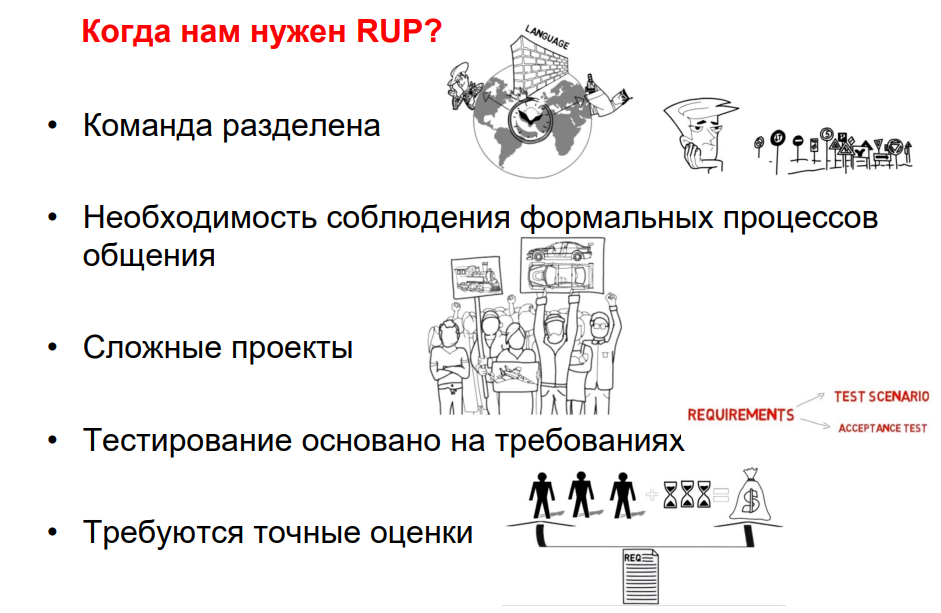 Когда нам нужен RUP?
LANGUAGE
• Команда разделена
• Необходимость соблюдения формальных процессов
общения
• Сложные проекты
REQUIREMENTS
TEST SCENARIO
ACCEPTANCE TEST
• Тестирование основано на требованиях
• Требуются точные оценки
REQ